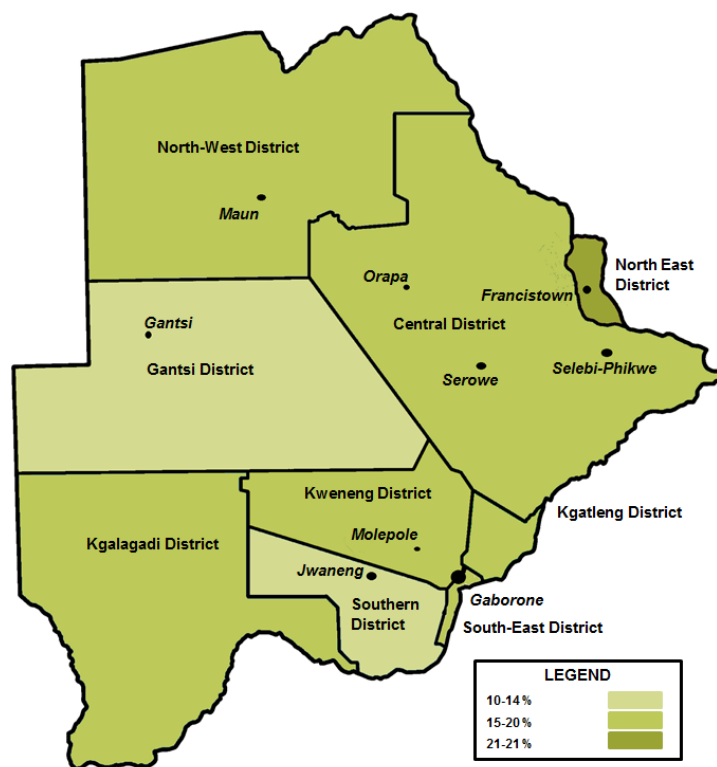 North-West District
Maun
Orapa
Francistown
North East
District
Gantsi
Central District
Gantsi District
Serowe
Selebi-Phikwe
Kweneng District
Kgatleng District
Kgalagadi District
Molepole
Jwaneng
Southern
District
Gaborone
South-East District
LEGEND
10-14%
15-20%
21-21%